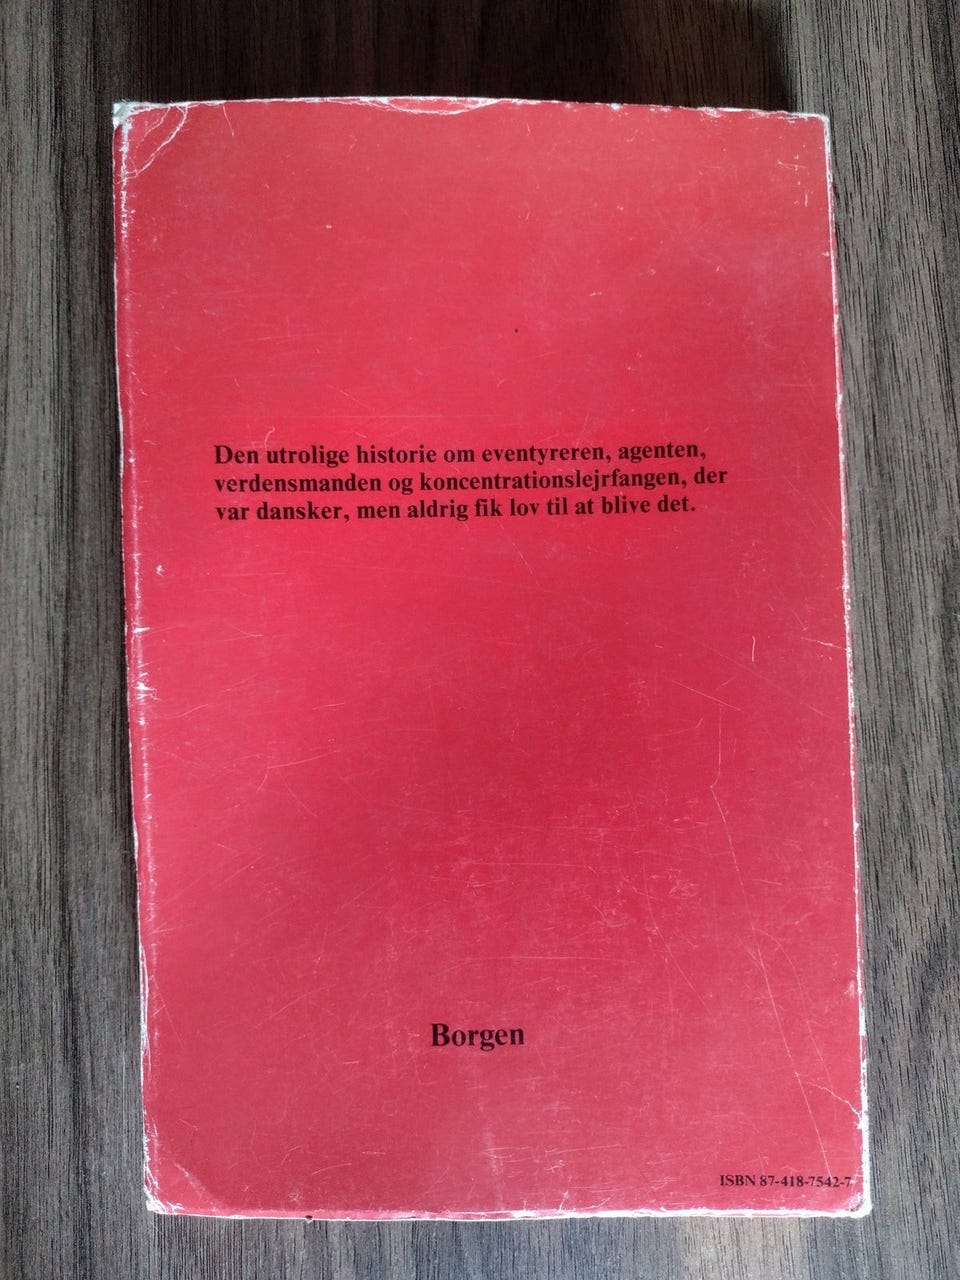 Den utrolige historie om eventyreren, agenten,
verdensmanden og koncentrationslejrfangen, der
var dansker, men aldrig fik lov til at blive det.
Borgen
ISBN 87-418-7542-7